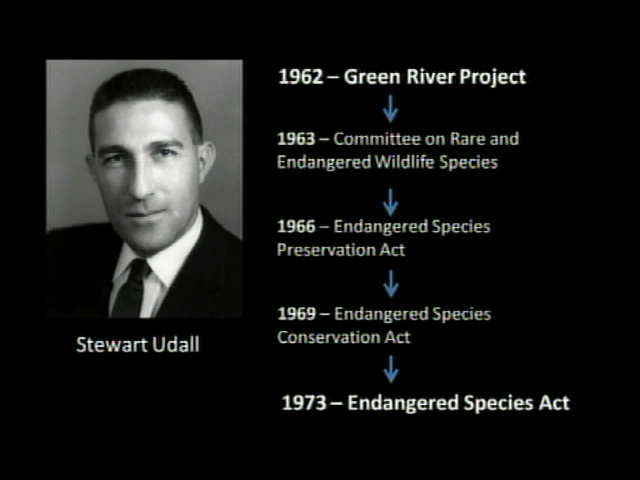 1962 – Green River Project
1963 – Committee on Rare and
Endangered Wildlife Species
1966 – Endangered Species
Preservation Act
1969 – Endangered Species
Conservation Act
1973 – Endangered Species Act
Stewart Udall